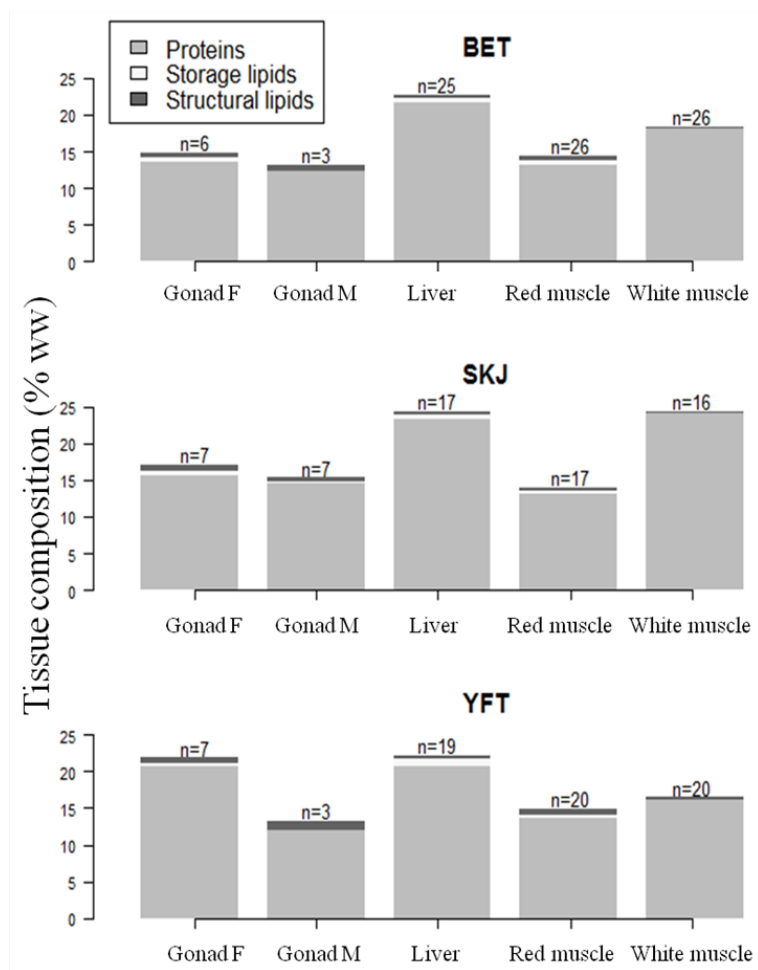 Proteins
Storage lipids
Structural lipids
BET
25
20
15
10
5
0
n=6
n=3
n=25
n=26
n=26
Gonad F
Gonad M
Liver
Red muscle
White muscle
Tissue composition (% ww)
SKJ
25
20
15
10
5
0
n=7
n=7
n=17
n=17
n=16
Gonad F
Gonad M
Liver
Red muscle
White muscle
YFT
25
20
15
10
5
0
n=7
n=3
n=19
n=20
n=20
Gonad F
Gonad M
Liver
Red muscle
White muscle